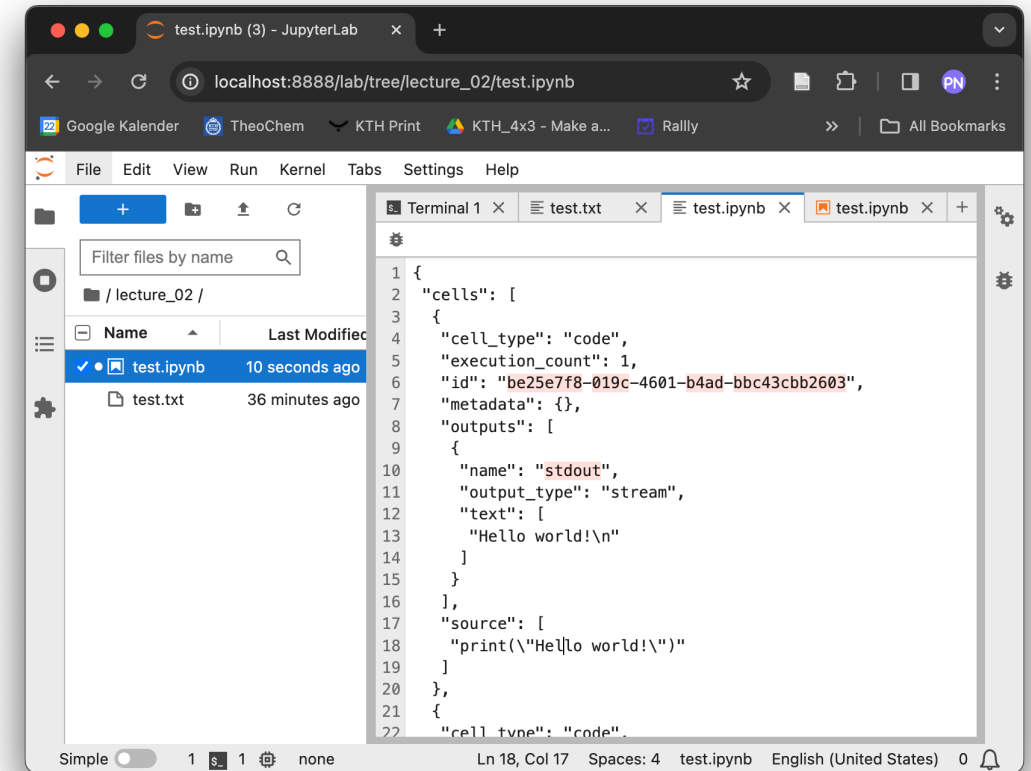 test.ipynb (3) - JupyterLab
localhost:8888/lab/tree/lecture_02/test.ipynb
PN
22 Google Kalender TheoChem KTH Print KTH_4x3 - Make a... Rallly » All Bookmarks
File Edit View Run Kernel Tabs Settings Help
Terminal 1 test.txt test.ipynb test.ipynb
Filter files by name
/ lecture_02 /
Name Last Modified
test.ipynb 10 seconds ago
test.txt 36 minutes ago
1 {
2 "cells": [
3 {
4 "cell_type": "code",
5 "execution_count": 1,
6 "id": "be25e7f8-019c-4601-b4ad-bbc43cbb2603",
7 "metadata": {},
8 "outputs": [
9 {
10 "name": "stdout",
11 "output_type": "stream",
12 "text": [
13 "Hello world!\n"
14 ]
15 }
16 ],
17 "source": [
18 "print(\"Hello world!\")"
19 ]
20 },
21 {
22 "cell_type": "code",
Simple 1 1 none Ln 18, Col 17 Spaces: 4 test.ipynb English (United States) 0